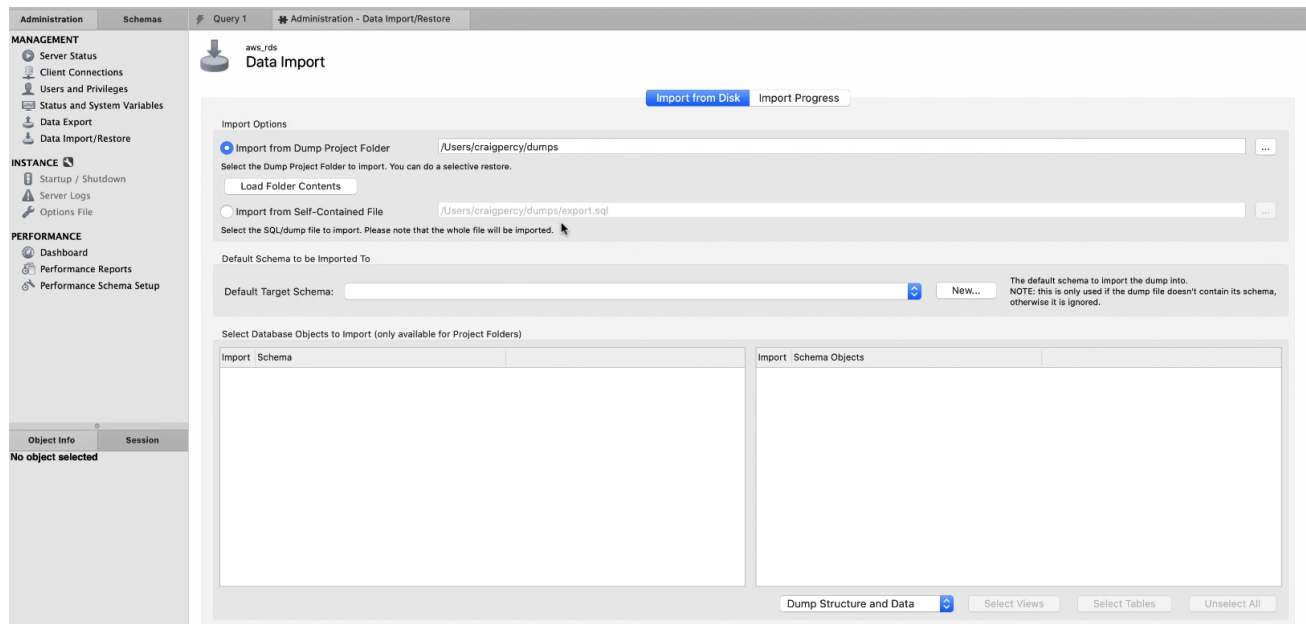 Administration
Schemas
Query 1
Administration - Data Import/Restore
MANAGEMENT
Server Status
Client Connections
Users and Privileges
Status and System Variables
Data Export
Data Import/Restore
INSTANCE
Startup / Shutdown
Server Logs
Options File
PERFORMANCE
Dashboard
Performance Reports
Performance Schema Setup
Object Info
Session
No object selected
aws_rds
Data Import
Import from Disk
Import Progress
Import Options
Import from Dump Project Folder
/Users/craigpercy/dumps
...
Select the Dump Project Folder to import. You can do a selective restore.
Load Folder Contents
Import from Self-Contained File
/Users/craigpercy/dumps/export.sql
...
Select the SQL/dump file to import. Please note that the whole file will be imported.
Default Schema to be Imported To
Default Target Schema:
New...
The default schema to import the dump into.
NOTE: this is only used if the dump file doesn't contain its schema,
otherwise it is ignored.
Select Database Objects to Import (only available for Project Folders)
Import Schema
Import Schema Objects
Dump Structure and Data
Select Views
Select Tables
Unselect All